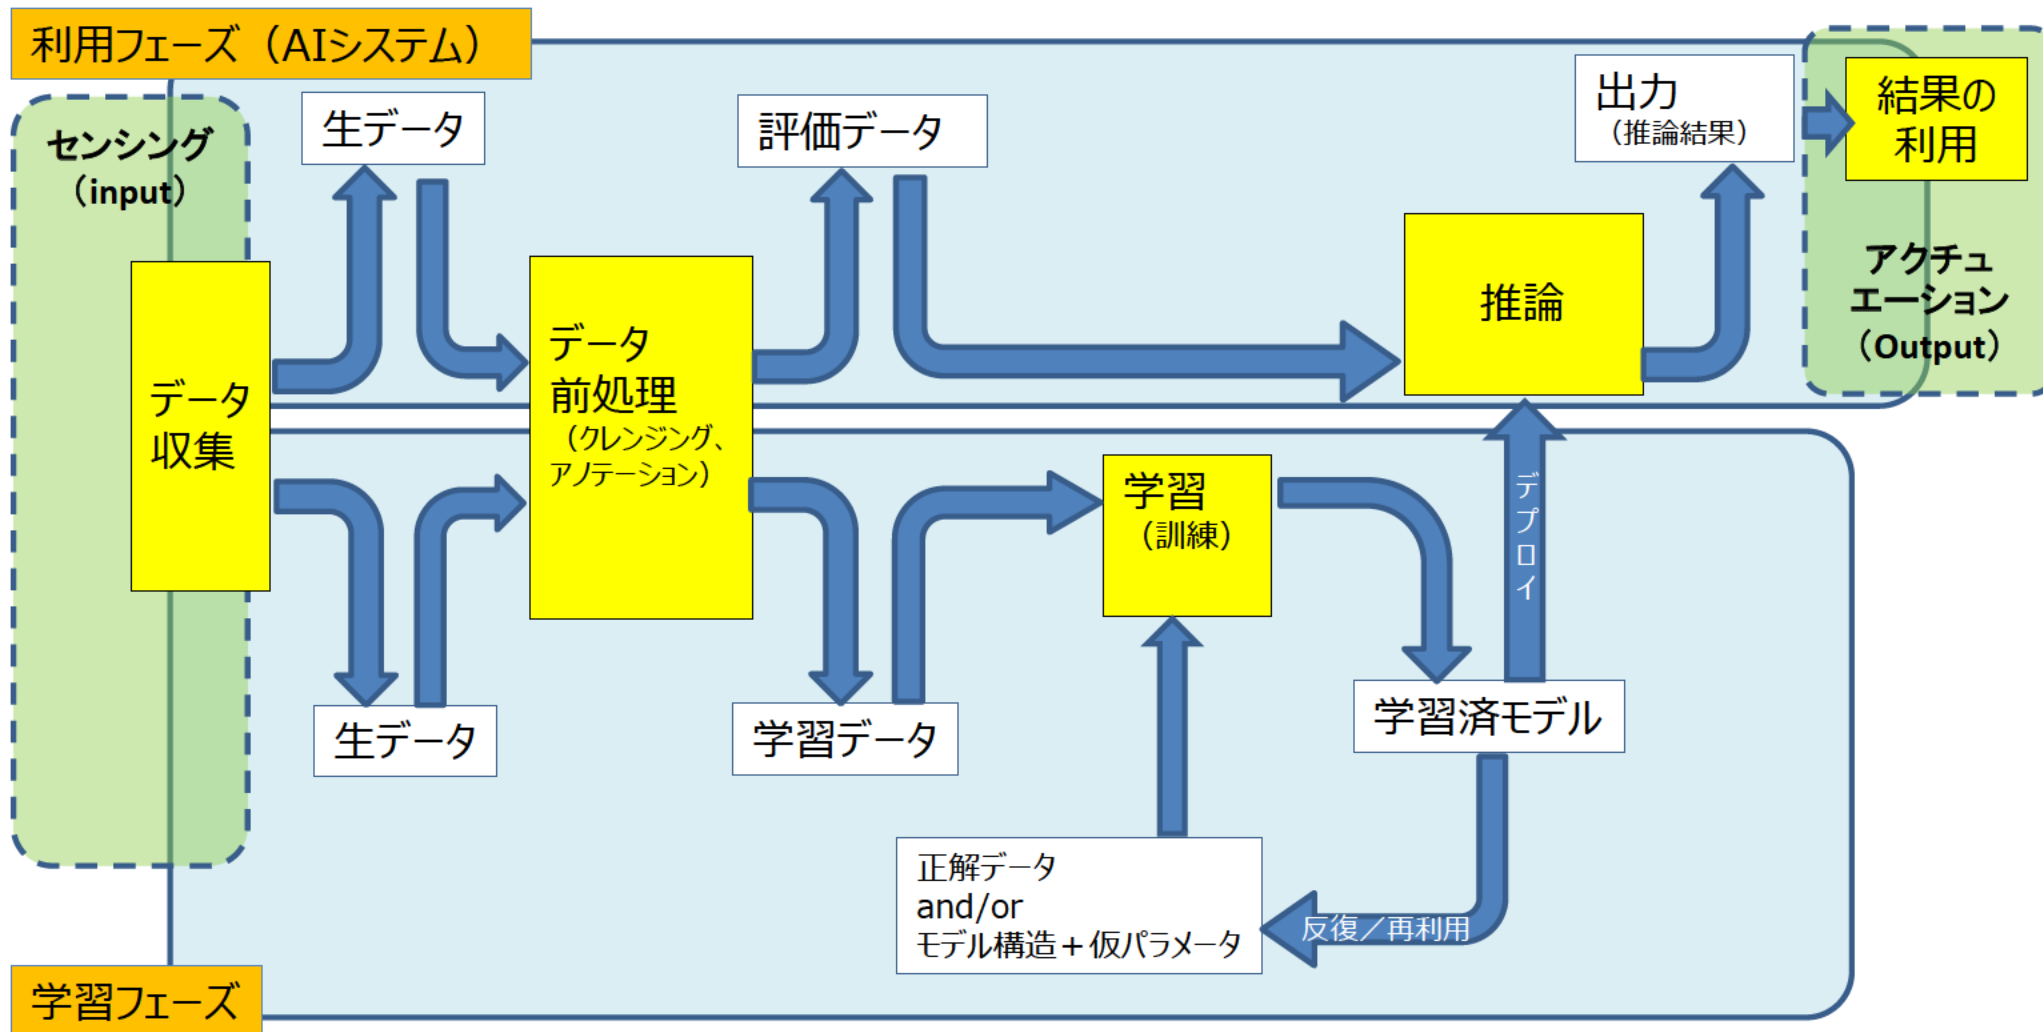 利用フェーズ（AIシステム）
センシング
（input）
生データ
評価データ
出力
（推論結果）
結果の
利用
データ
収集
データ
前処理
（クレンジング、
アノテーション）
推論
アクチュ
エーション
（Output）
学習
（訓練）
デプロイ
生データ
学習データ
学習済モデル
正解データ
and/or
モデル構造＋仮パラメータ
反復／再利用
学習フェーズ